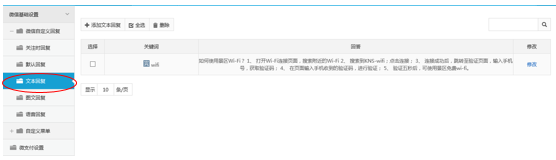 微信基础设置
微信自定义回复
关注时回复
默认回复
文本回复
图文回复
语音回复
自定义菜单
微支付设置
添加文本回复 全选 删除
选择 关键词 回答 修改
wifi
如何使用景区Wi-Fi？1、打开Wi-Fi连接页面，搜索附近的Wi-Fi 2、搜索到KNS-wifi；点击连接； 3、连接成功后，跳转至验证页面，输入手机
号，获取验证码； 4、在页面输入手机收到的验证码，进行验证； 5、验证五秒后，可使用景区免费wi-fi。
修改
显示 10 条/页